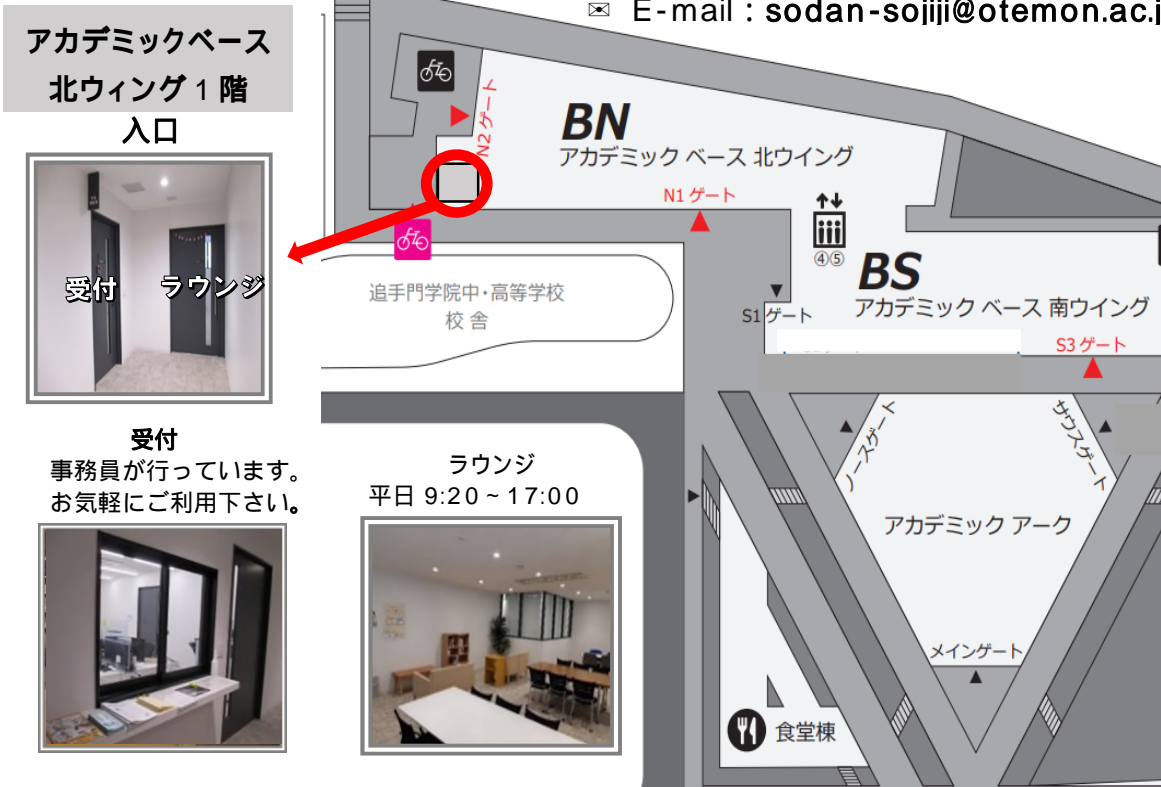 ✉ E-mail : sodan-sojiji@otemon.ac.j
アカデミックベース
北ウィング 1 階
入口
受付
ラウンジ
受付
事務員が行っています。
お気軽にご利用下さい。
ラウンジ
平日 9:20 ~ 17:00
N2 ゲート
BN
アカデミック ベース 北ウイング
N1 ゲート
④⑤
BS
アカデミック ベース 南ウイング
S1 ゲート
S3 ゲート
追手門学院中・高等学校
校 舎
ノースゲート
サウスゲート
アカデミック アーク
メインゲート
食堂棟